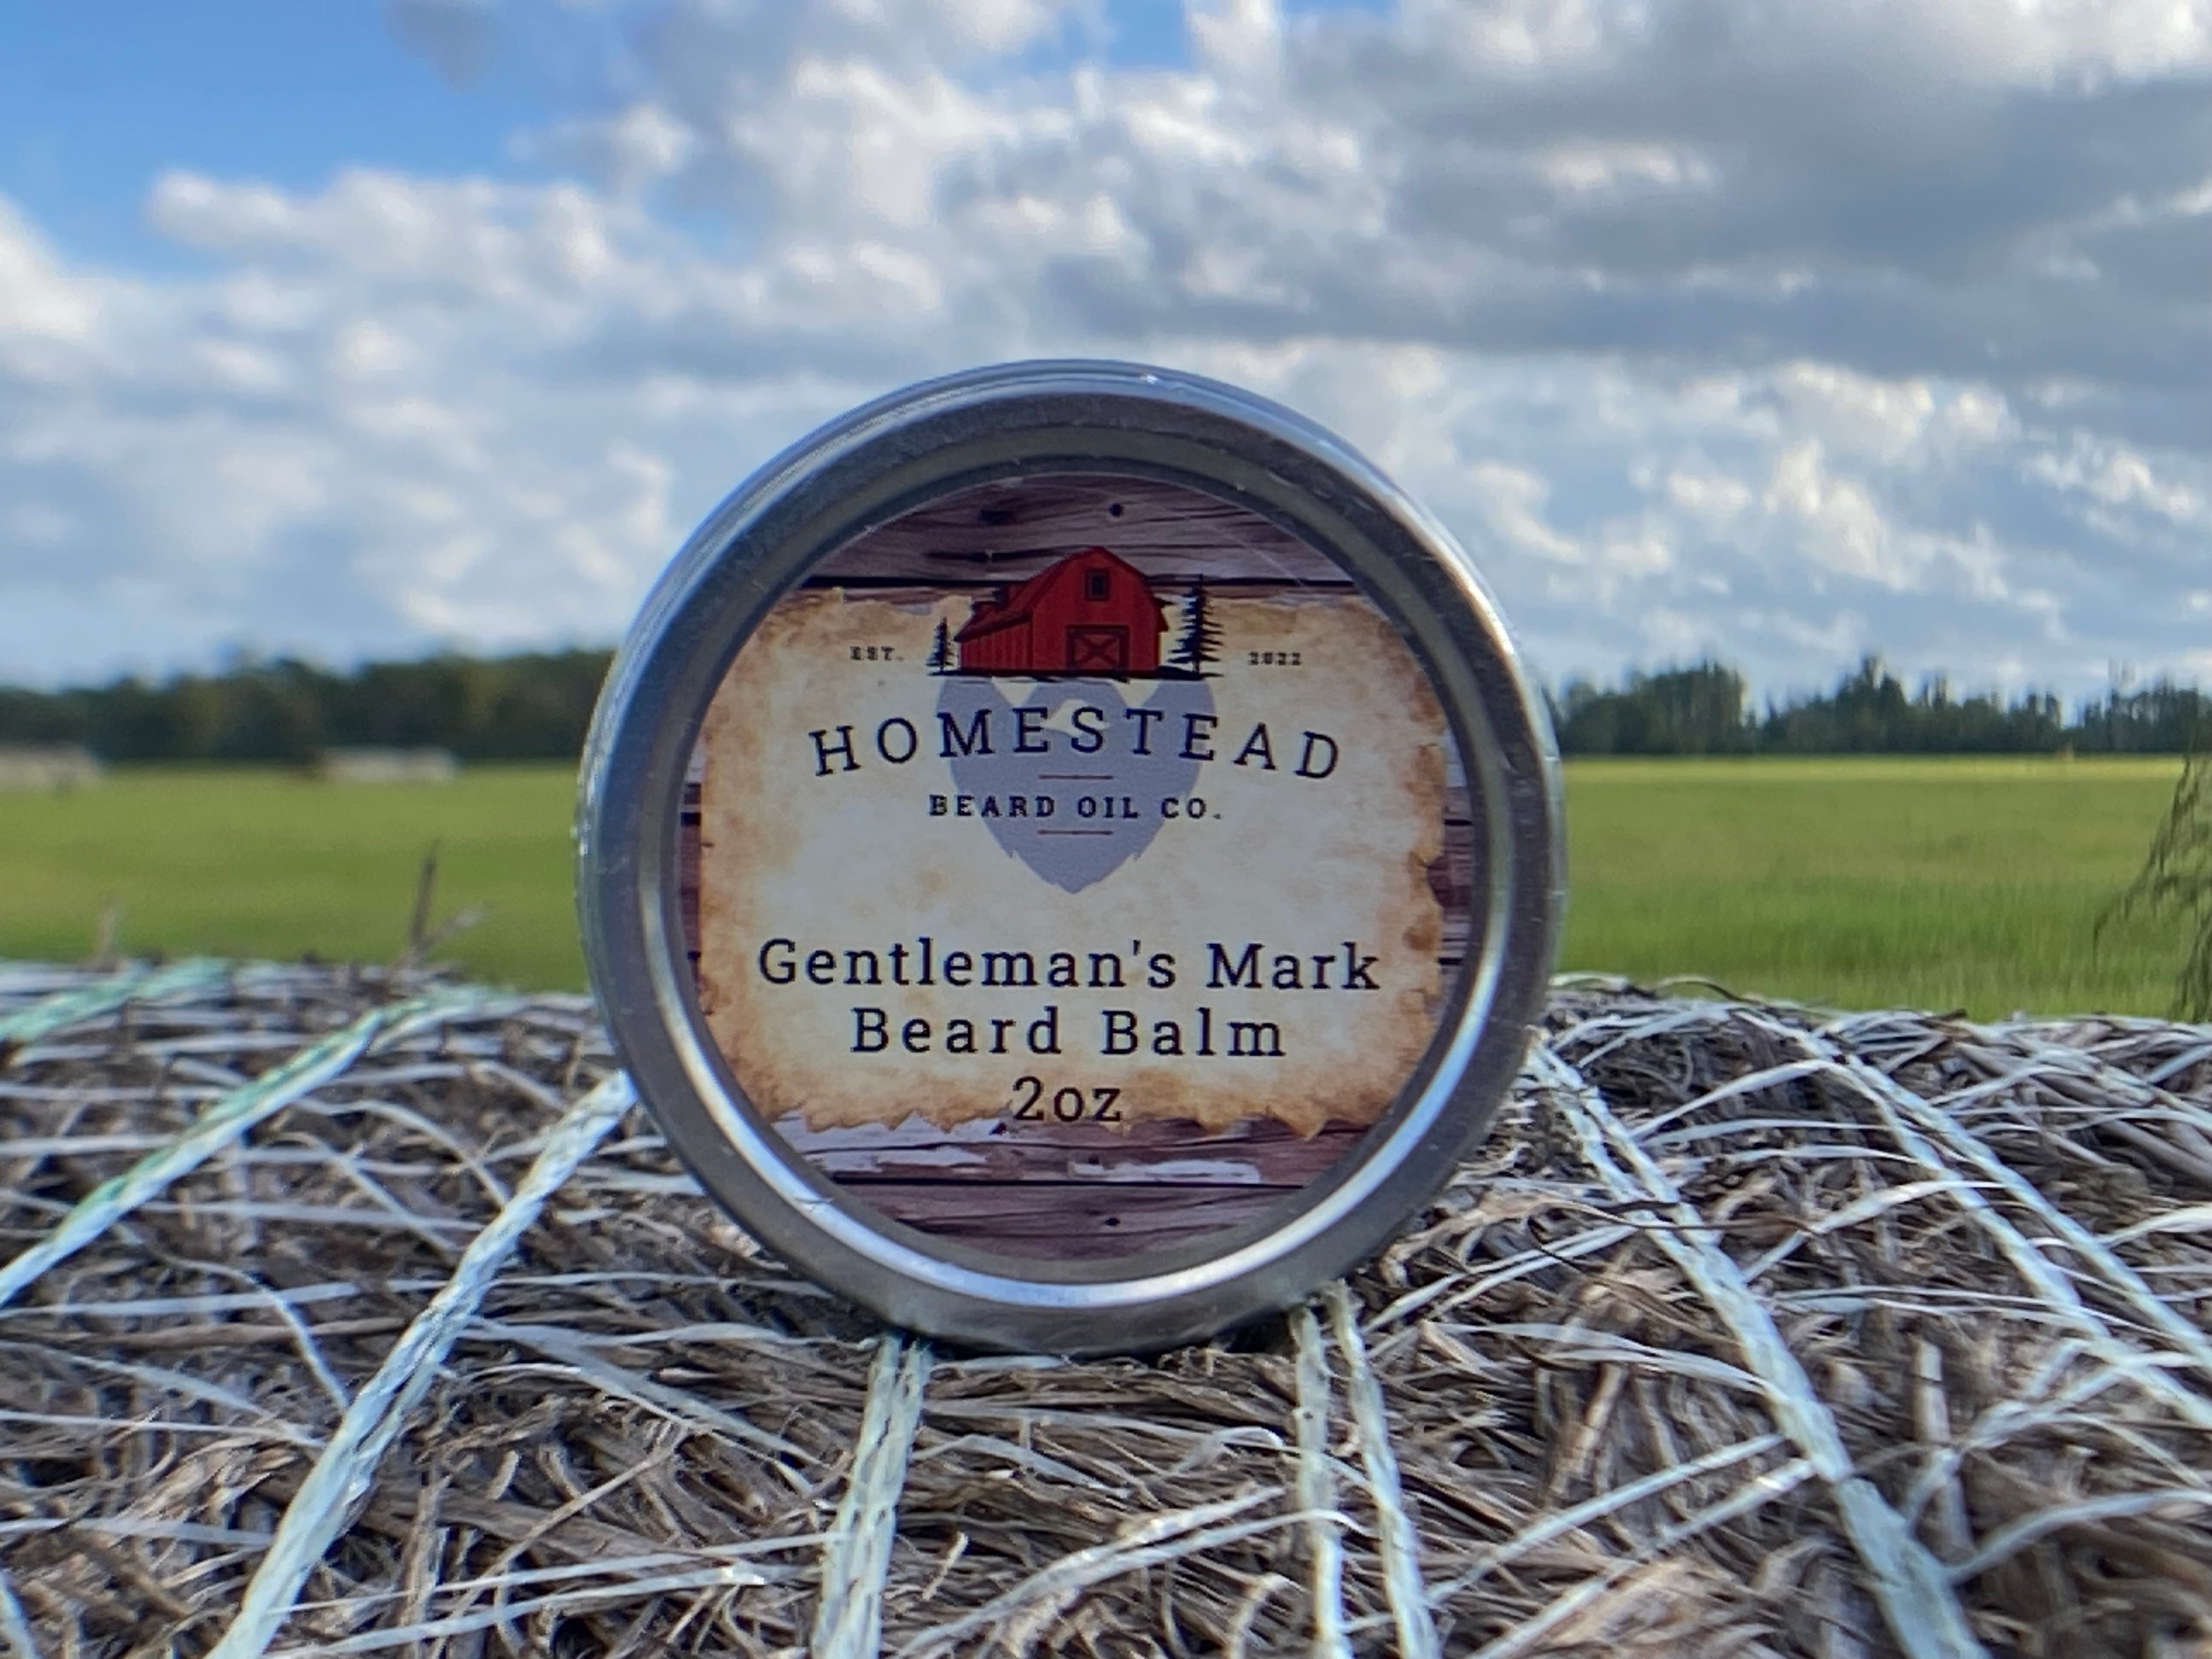 EST. 2022
HOMESTEAD
BEARD OIL CO.
Gentleman's Mark
Beard Balm
2oz